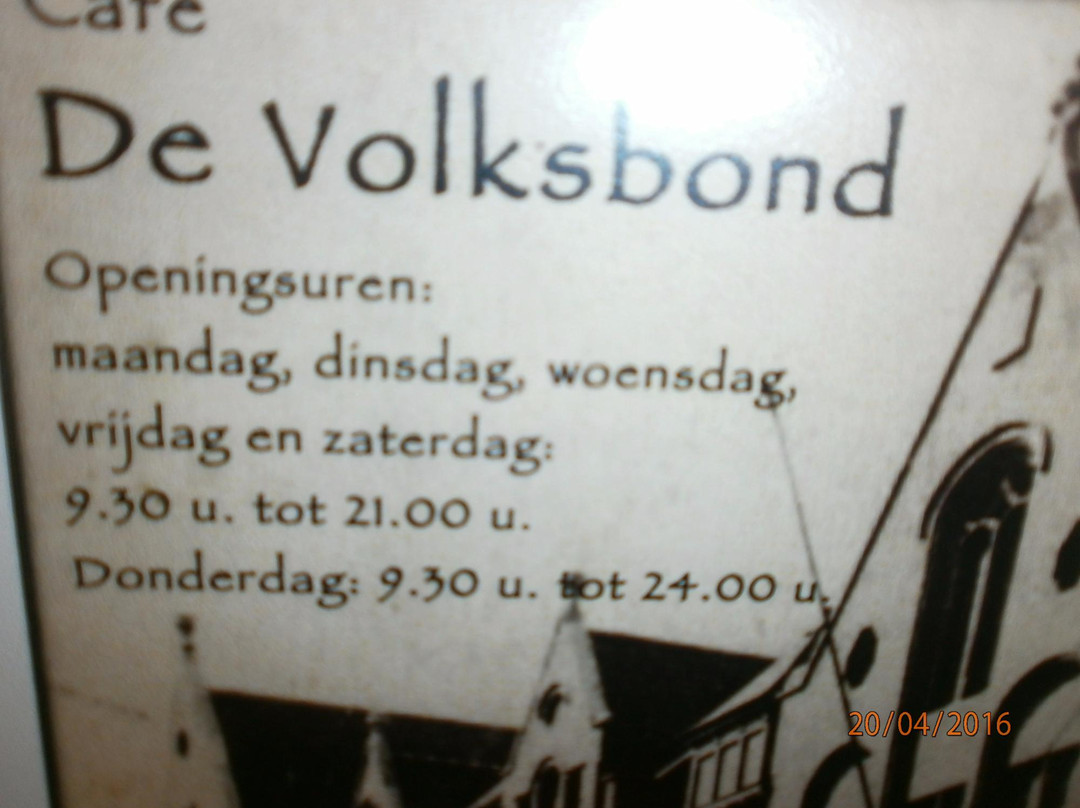 Café
De Volksbond
Openingsuren:
maandag, dinsdag, woensdag,
vrijdag en zaterdag:
9.30 u. tot 21.00 u.
Donderdag: 9.30 u. tot 24.00 u.
20/04/2016